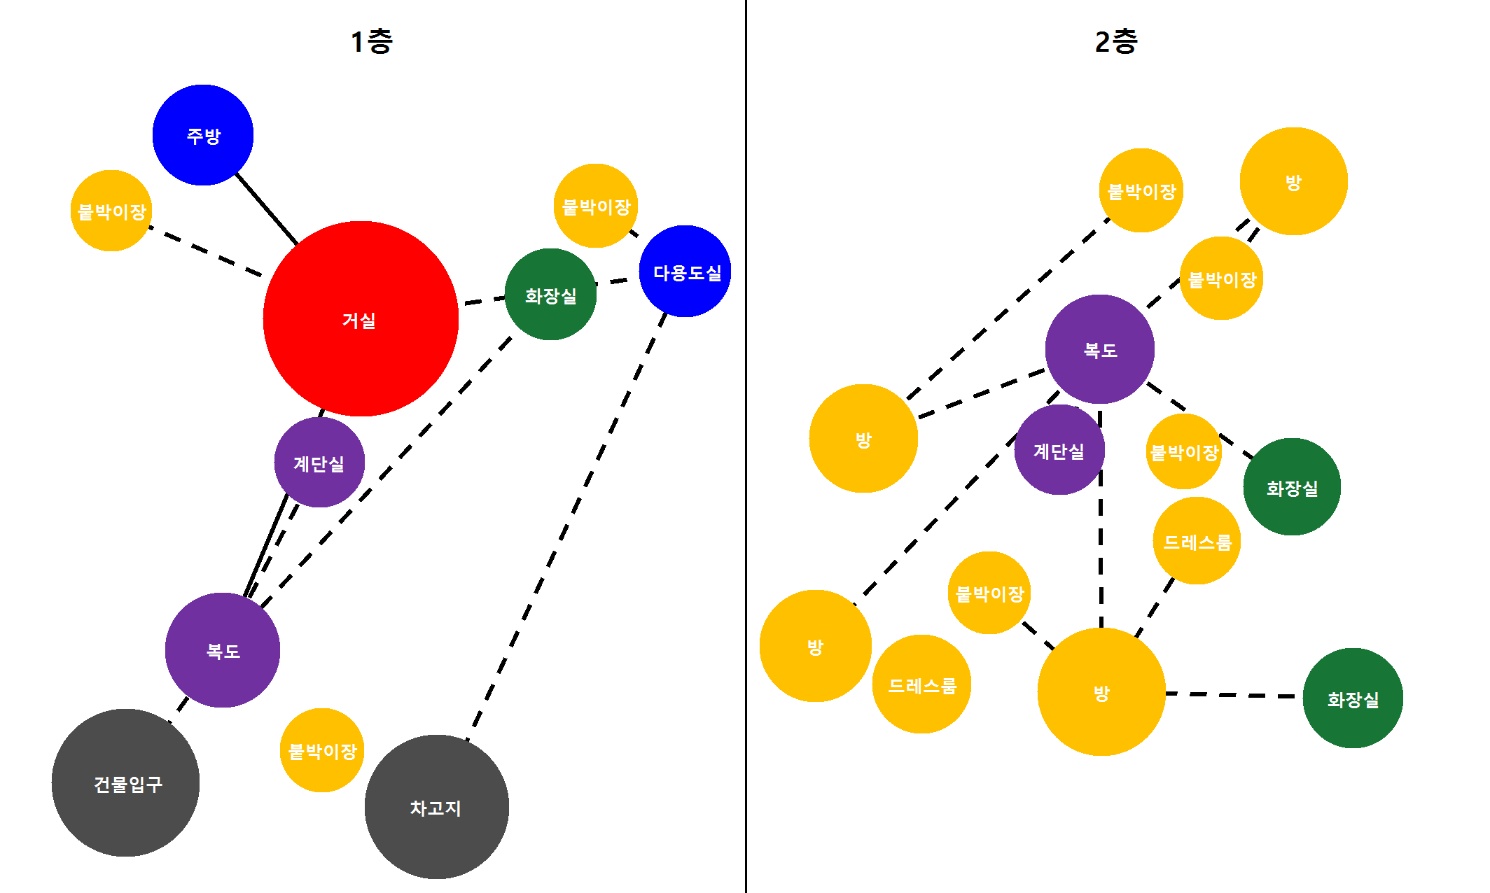 1층
주방
붙박이장
붙박이장
다용도실
화장실
거실
계단실
복도
붙박이장
건물입구
차고지
2층
방
붙박이장
붙박이장
복도
방
계단실
붙박이장
화장실
드레스룸
붙박이장
방
드레스룸
방
화장실